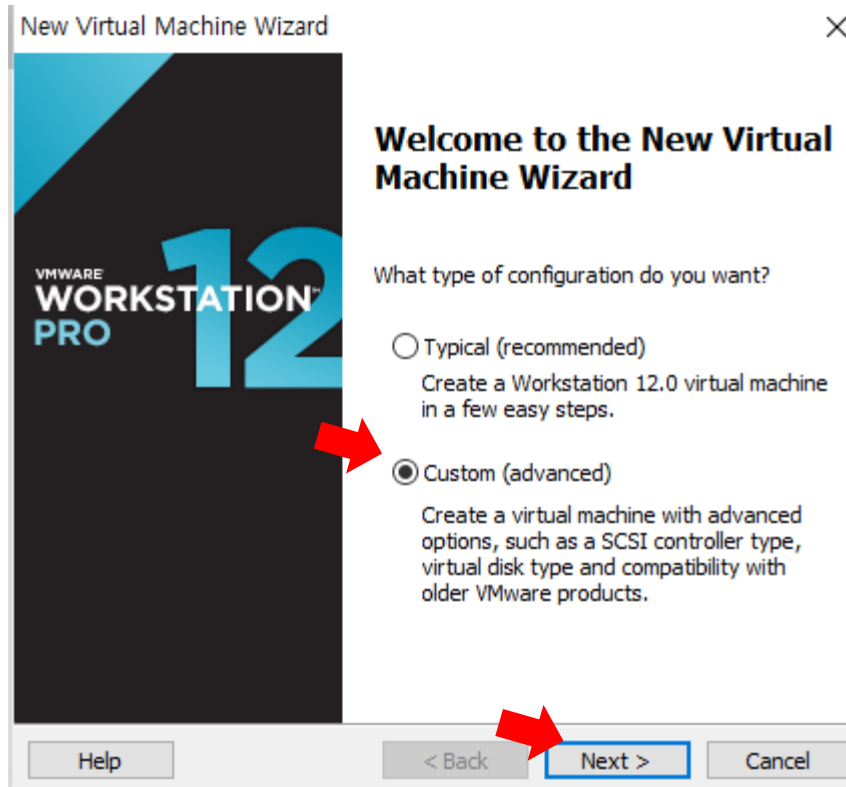 New Virtual Machine Wizard
VMWARE
WORKSTATION™
PRO
12
Welcome to the New Virtual
Machine Wizard
What type of configuration do you want?
Typical (recommended)
Create a Workstation 12.0 virtual machine
in a few easy steps.
Custom (advanced)
Create a virtual machine with advanced
options, such as a SCSI controller type,
virtual disk type and compatibility with
older VMware products.
Help
< Back
Next >
Cancel